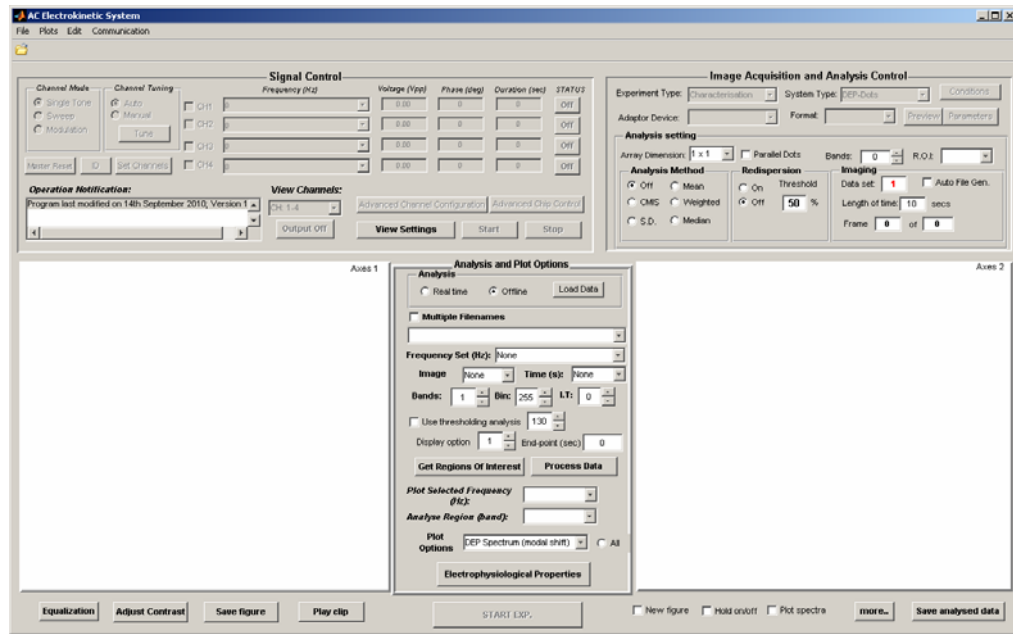 AC Electrokinetic System
File Plots Edit Communication
Signal Control
Channel Mode Channel Tuning Frequency (Hz) Voltage (Vpp) Phase (deg) Duration (sec) STATUS
Single Tone Auto CH1 0 0.00 0 0 Off
Sweep Manual CH2 0 0.00 0 0 Off
Modulation Tune CH3 0 0.00 0 0 Off
Master Reset ID Set Channels CH4 0 0.00 0 0 Off
Operation Notification: View Channels:
Program last modified on 14th September 2010; Version 1 CH: 1-4 Advanced Channel Configuration Advanced Chip Control
Output Off View Settings Start Stop
Image Acquisition and Analysis Control
Experiment Type: Characterisation System Type: DEP-Dots Conditions
Adaptor Device: Format: Preview Parameters
Analysis setting
Array Dimension: 1 x 1 Parallel Dots Bands: 0 R.O.I:
Analysis Method Redispersion Imaging
Off Mean On Threshold Data set: 1 Auto File Gen.
CMIS Weighted Off 50 % Length of time: 10 secs
S.D. Median Frame 0 of 0
Axes 1
Analysis and Plot Options
Analysis
Real time Offline Load Data
Multiple Filenames
Frequency Set (Hz): None
Image None Time (s): None
Bands: 1 Bin: 255 LT: 0
Use thresholding analysis 130
Display option 1 End-point (sec) 0
Get Regions Of Interest Process Data
Plot Selected Frequency
(Hz):
Analyse Region (band):
Plot
Options DEP Spectrum (modal shift) All
Electrophysiological Properties
Axes 2
Equalization Adjust Contrast Save figure Play clip START EXP. New figure Hold on/off Plot spectra more.. Save analysed data